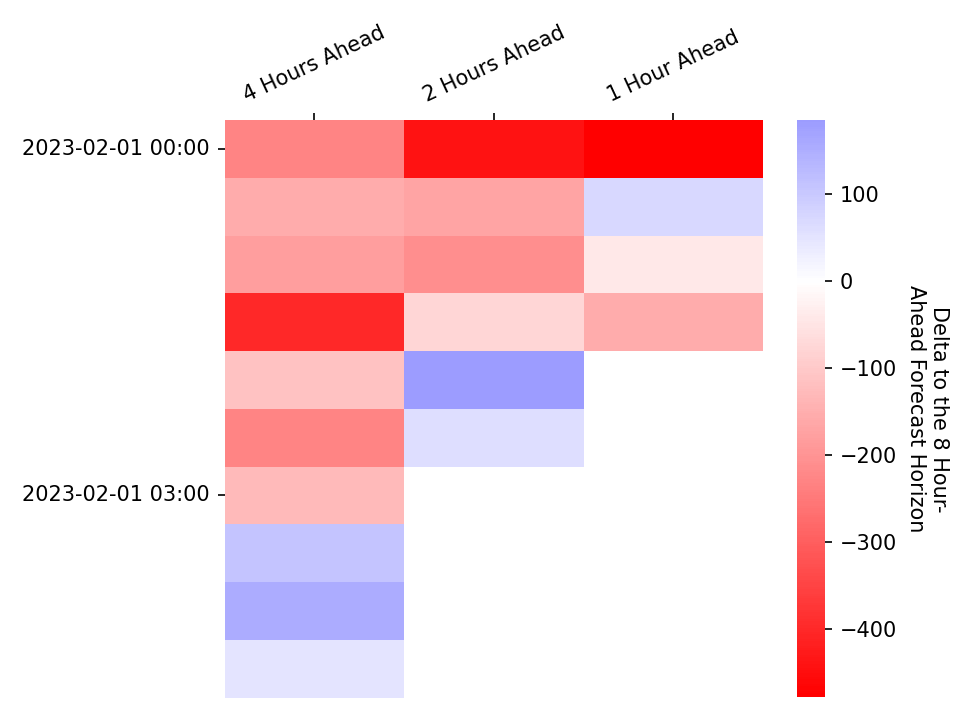 4 Hours Ahead
2 Hours Ahead
1 Hour Ahead
2023-02-01 00:00
2023-02-01 03:00
100
0
−100
−200
−300
−400
Delta to the 8 Hour-
Ahead Forecast Horizon